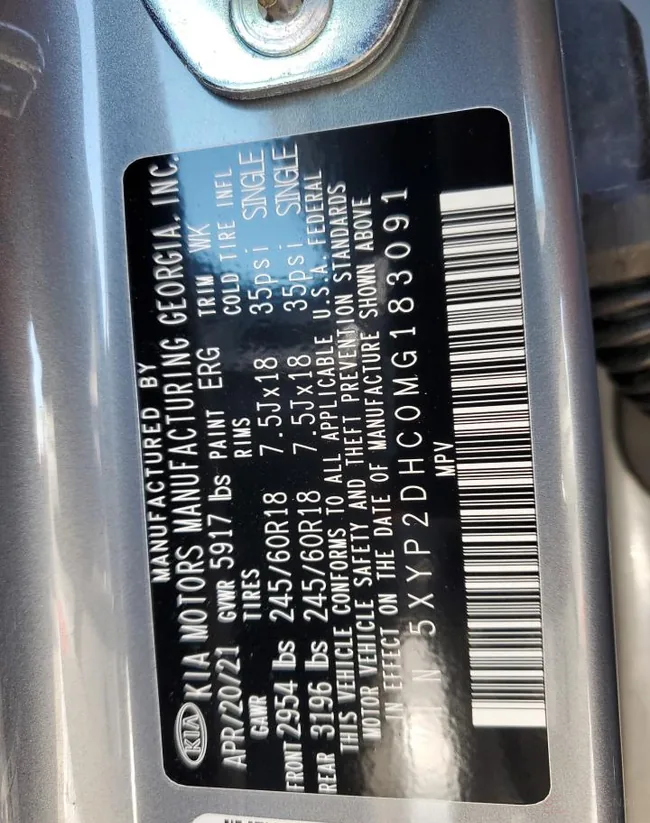 MANUFACTURED BY
KIA KIA MOTORS MANUFACTURING GEORGIA, INC.
APR/20/21 GVWR 5917 lbs PAINT ERG TRIM WK
GAWR TIRES RIMS COLD TIRE INFL
FRONT 2954 lbs 245/60R18 7.5Jx18 35psi SINGLE
REAR 3196 lbs 245/60R18 7.5Jx18 35psi SINGLE
THIS VEHICLE CONFORMS TO ALL APPLICABLE U.S.A. FEDERAL
MOTOR VEHICLE SAFETY AND THEFT PREVENTION STANDARDS
IN EFFECT ON THE DATE OF MANUFACTURE SHOWN ABOVE
5XYP2DHC0MG183091
MPV